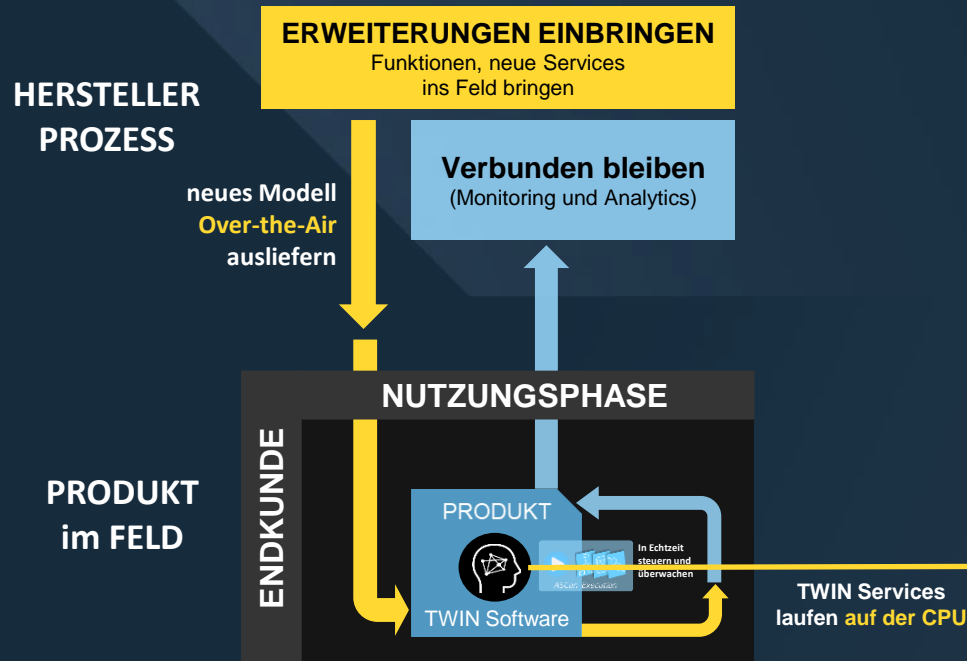 ERWEITERUNGEN EINBRINGEN
Funktionen, neue Services
ins Feld bringen
HERSTELLER
PROZESS
Verbunden bleiben
(Monitoring und Analytics)
neues Modell
Over-the-Air
ausliefern
NUTZUNGSPHASE
ENDKUNDE
PRODUKT
im FELD
PRODUKT
In Echtzeit
steuern und
überwachen
ASCon Execution
TWIN Software
TWIN Services
laufen auf der CPU